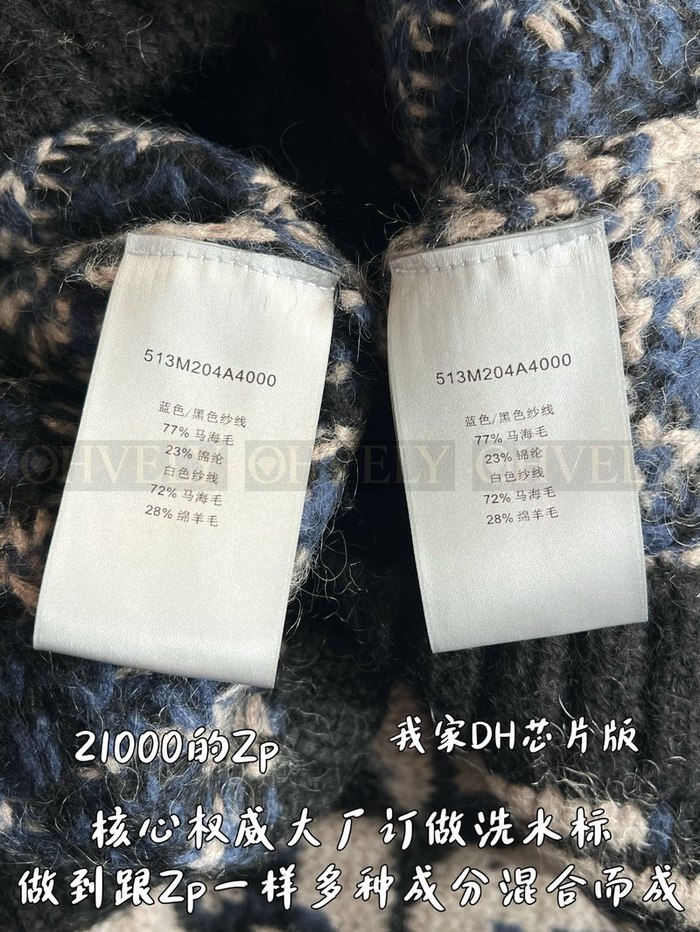 513M204A4000
蓝色/黑色纱线
77% 马海毛
23% 锦纶
白色纱线
72% 马海毛
28% 绵羊毛
513M204A4000
蓝色/黑色纱线
77% 马海毛
23% 锦纶
白色纱线
72% 马海毛
28% 绵羊毛
OHVELY OHVELY OHVELY
21000的Zp
我家DH芯片版
核心权威大厂订做洗水标
做到跟Zp一样多种成分混合而成